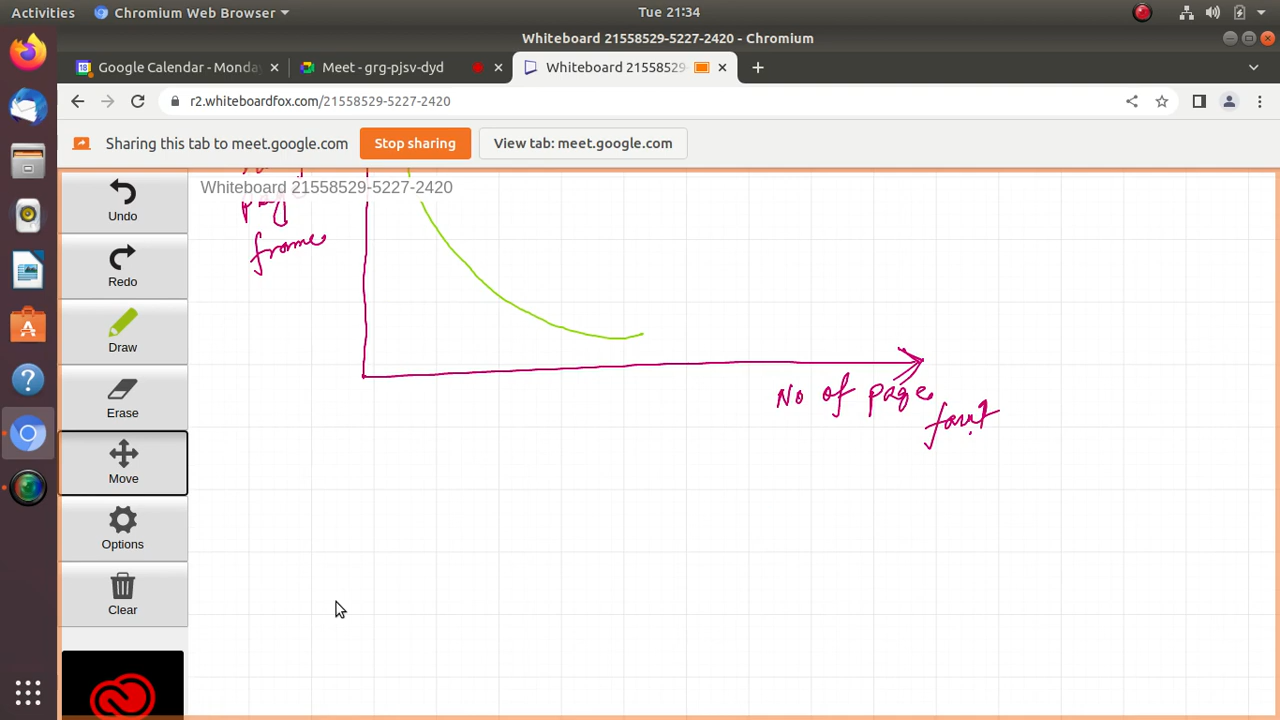 Activities Chromium Web Browser Tue 21:34
Whiteboard 21558529-5227-2420 - Chromium
Google Calendar - Monda Meet - grg-pjsv-dyd Whiteboard 21558529
r2.whiteboardfox.com/21558529-5227-2420
Sharing this tab to meet.google.com Stop sharing View tab: meet.google.com
Whiteboard 21558529-5227-2420
Undo
page
frame
Redo
Draw
No of page
fault
Erase
Move
Options
Clear